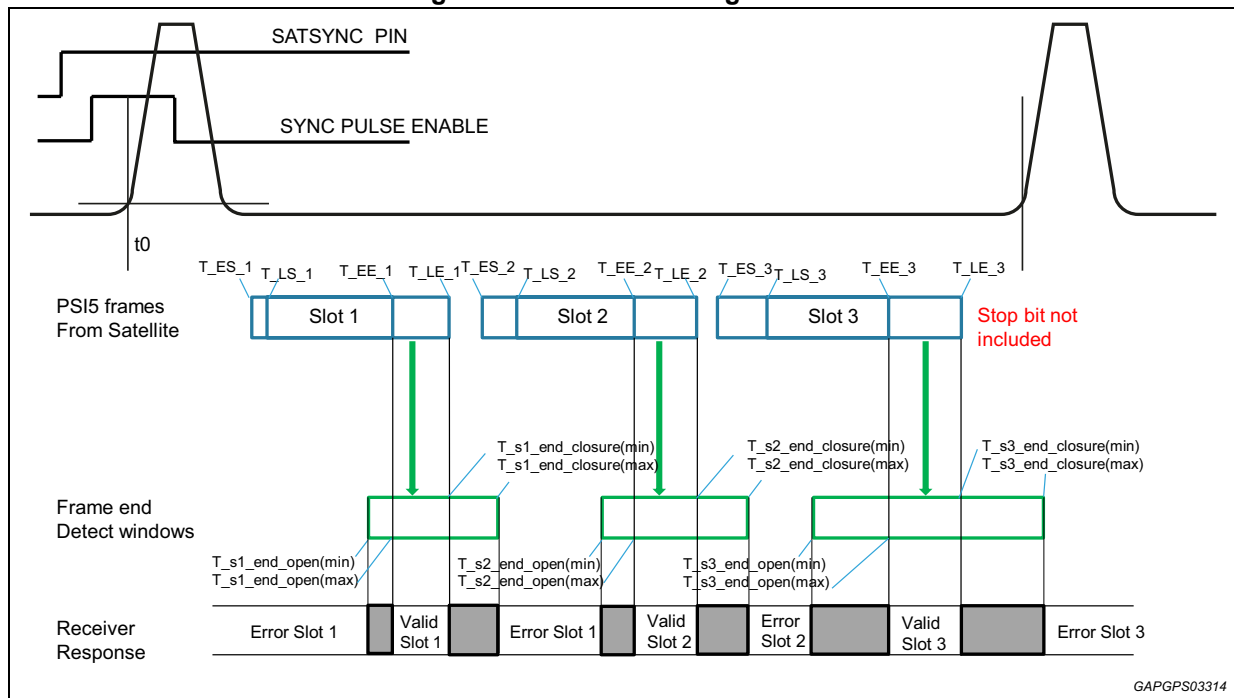 SATSYNC PIN
SYNC PULSE ENABLE
t0
T_ES_1 T_LS_1 T_EE_1 T_LE_1 T_ES_2 T_LS_2 T_EE_2 T_LE_2 T_ES_3 T_LS_3 T_EE_3 T_LE_3
PSI5 frames
From Satellite
Slot 1
Slot 2
Slot 3
Stop bit not
included
T_s1_end_closure(min)
T_s1_end_closure(max)
T_s2_end_closure(min)
T_s2_end_closure(max)
T_s3_end_closure(min)
T_s3_end_closure(max)
Frame end
Detect windows
T_s1_end_open(min)
T_s1_end_open(max)
T_s2_end_open(min)
T_s2_end_open(max)
T_s3_end_open(min)
T_s3_end_open(max)
Receiver
Response
Error Slot 1
Valid
Slot 1
Error Slot 1
Valid
Slot 2
Error
Slot 2
Valid
Slot 3
Error Slot 3
GAPGPS03314